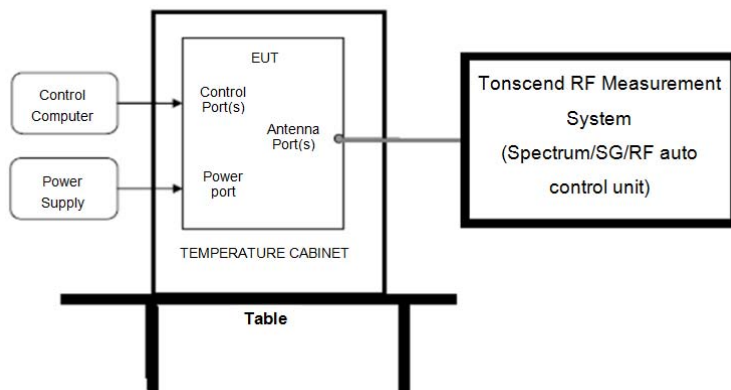 EUT
Control
Port(s)
Antenna
Port(s)
Power
port
TEMPERATURE CABINET
Control
Computer
Power
Supply
Tonscend RF Measurement
System
(Spectrum/SG/RF auto
control unit)
Table